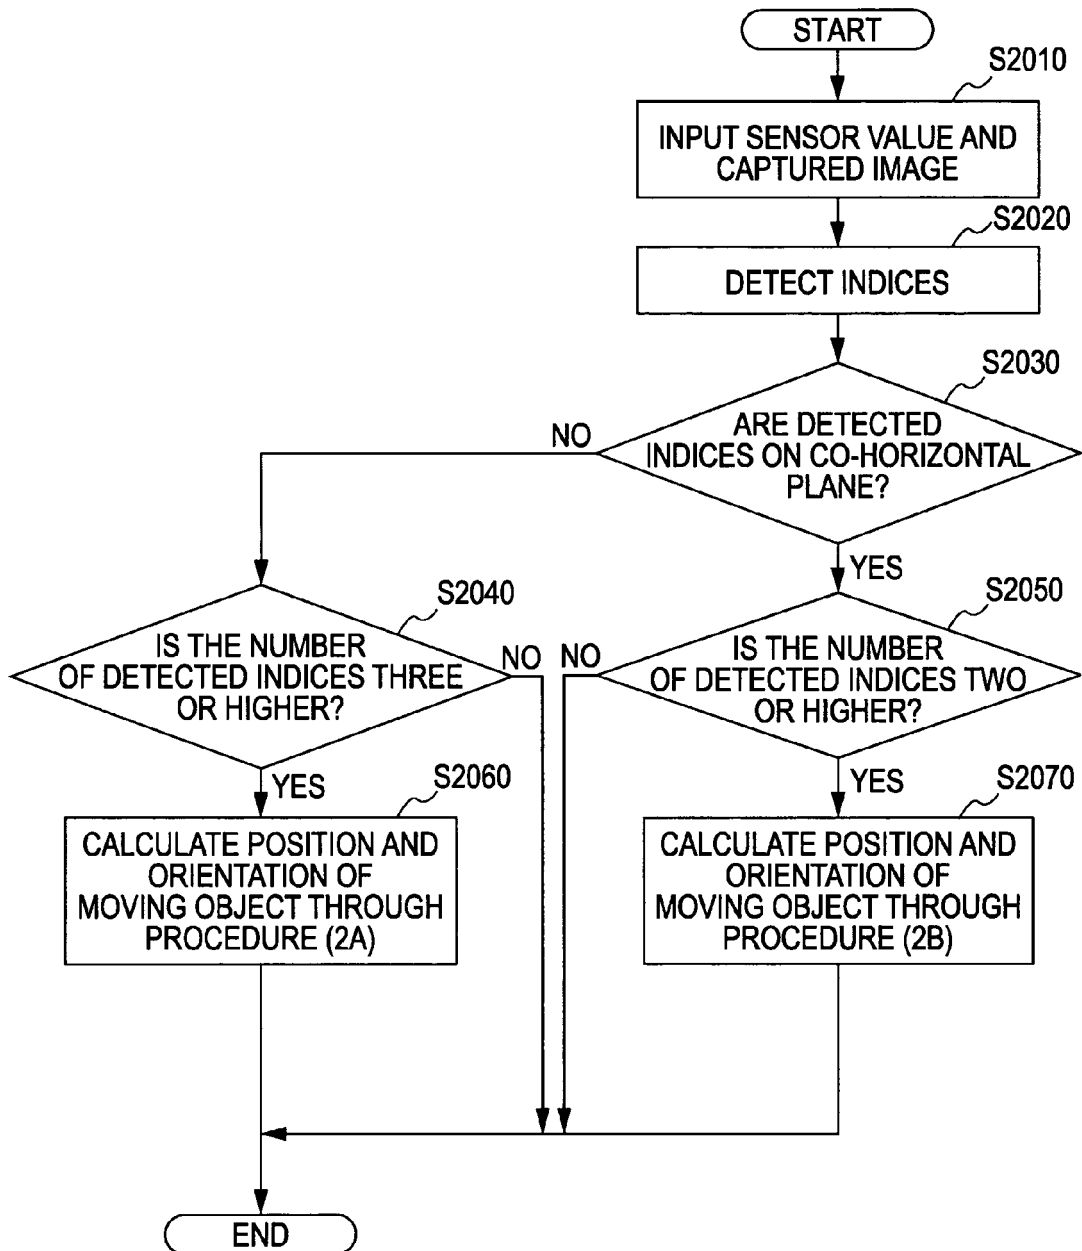 START
S2010
INPUT SENSOR VALUE AND
CAPTURED IMAGE
S2020
DETECT INDICES
S2030
ARE DETECTED
INDICES ON CO-HORIZONTAL
PLANE?
NO
YES
S2040
IS THE NUMBER
OF DETECTED INDICES THREE
OR HIGHER?
NO
YES
S2050
IS THE NUMBER
OF DETECTED INDICES TWO
OR HIGHER?
NO
YES
S2060
CALCULATE POSITION AND
ORIENTATION OF
MOVING OBJECT THROUGH
PROCEDURE (2A)
S2070
CALCULATE POSITION AND
ORIENTATION OF
MOVING OBJECT THROUGH
PROCEDURE (2B)
END